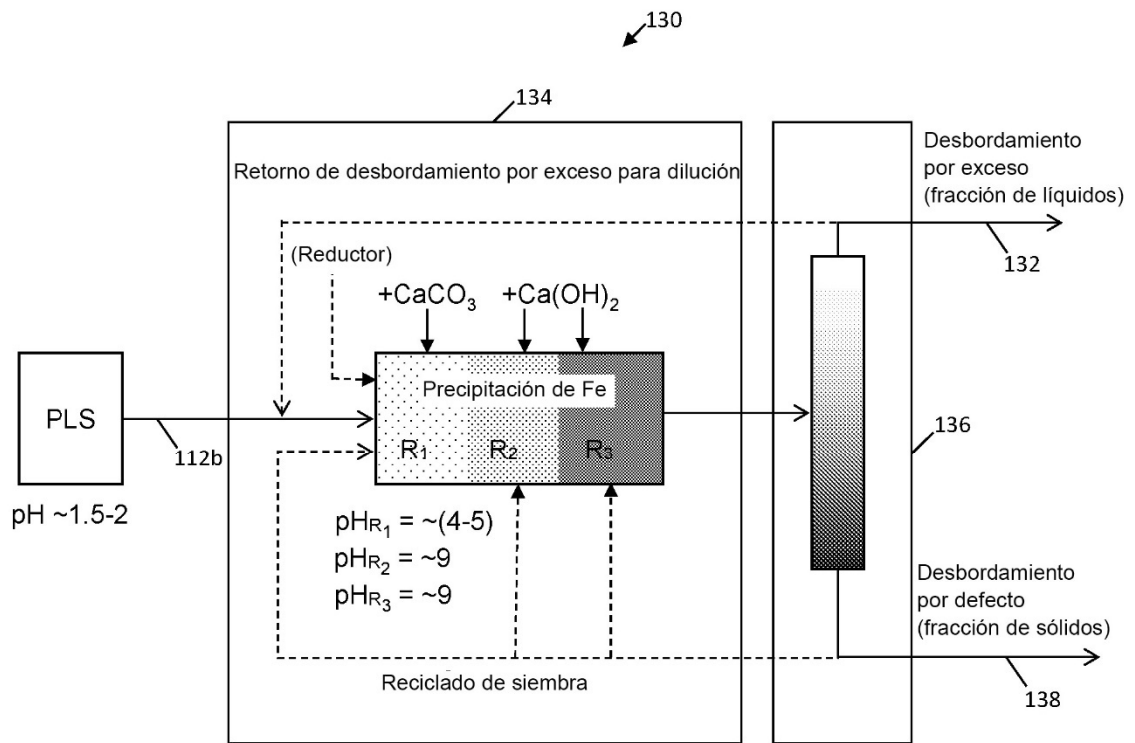 130
134
Retorno de desbordamiento por exceso para dilución
Desbordamiento
por exceso
(fracción de líquidos)
132
(Reductor)
+CaCO3
+Ca(OH)2
Precipitación de Fe
PLS
R1
R2
R3
112b
136
pH ~1.5-2
pHR1 = ~(4-5)
pHR2 = ~9
pHR3 = ~9
Desbordamiento
por defecto
(fracción de sólidos)
Reciclado de siembra
138